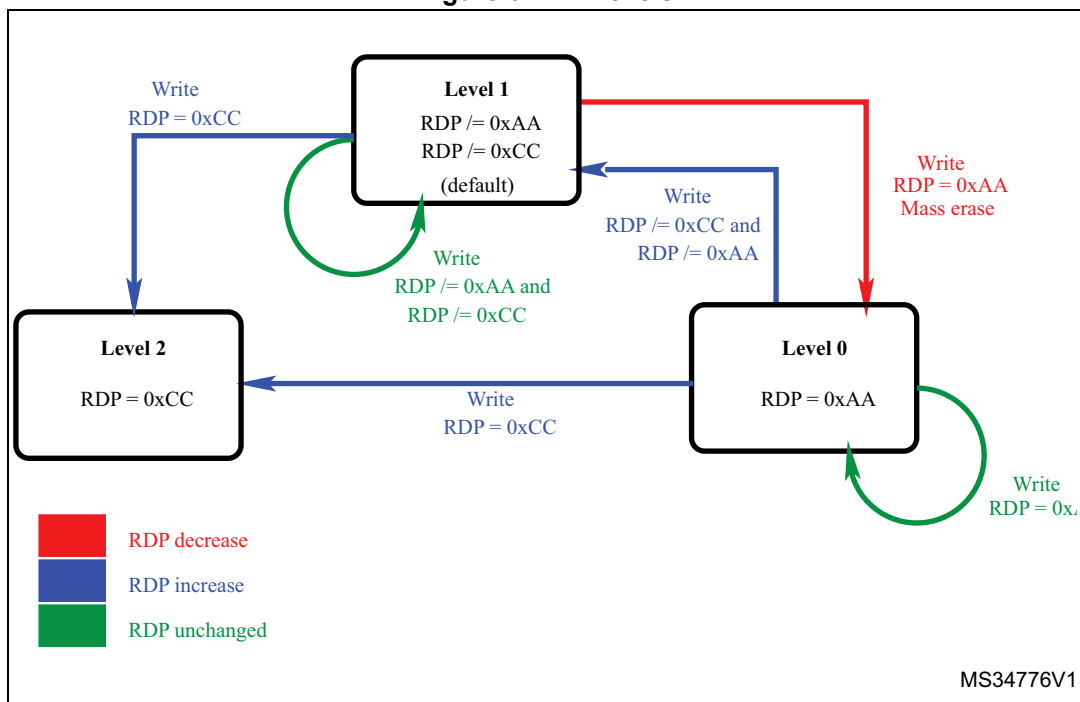 Level 1
RDP /= 0xAA
RDP /= 0xCC
(default)
Write
RDP = 0xCC
Write
RDP = 0xAA
Mass erase
Write
RDP /= 0xCC and
RDP /= 0xAA
Write
RDP /= 0xAA and
RDP /= 0xCC
Level 2
RDP = 0xCC
Level 0
RDP = 0xAA
Write
RDP = 0xCC
Write
RDP =
RDP decrease
RDP increase
RDP unchanged
MS34776V1